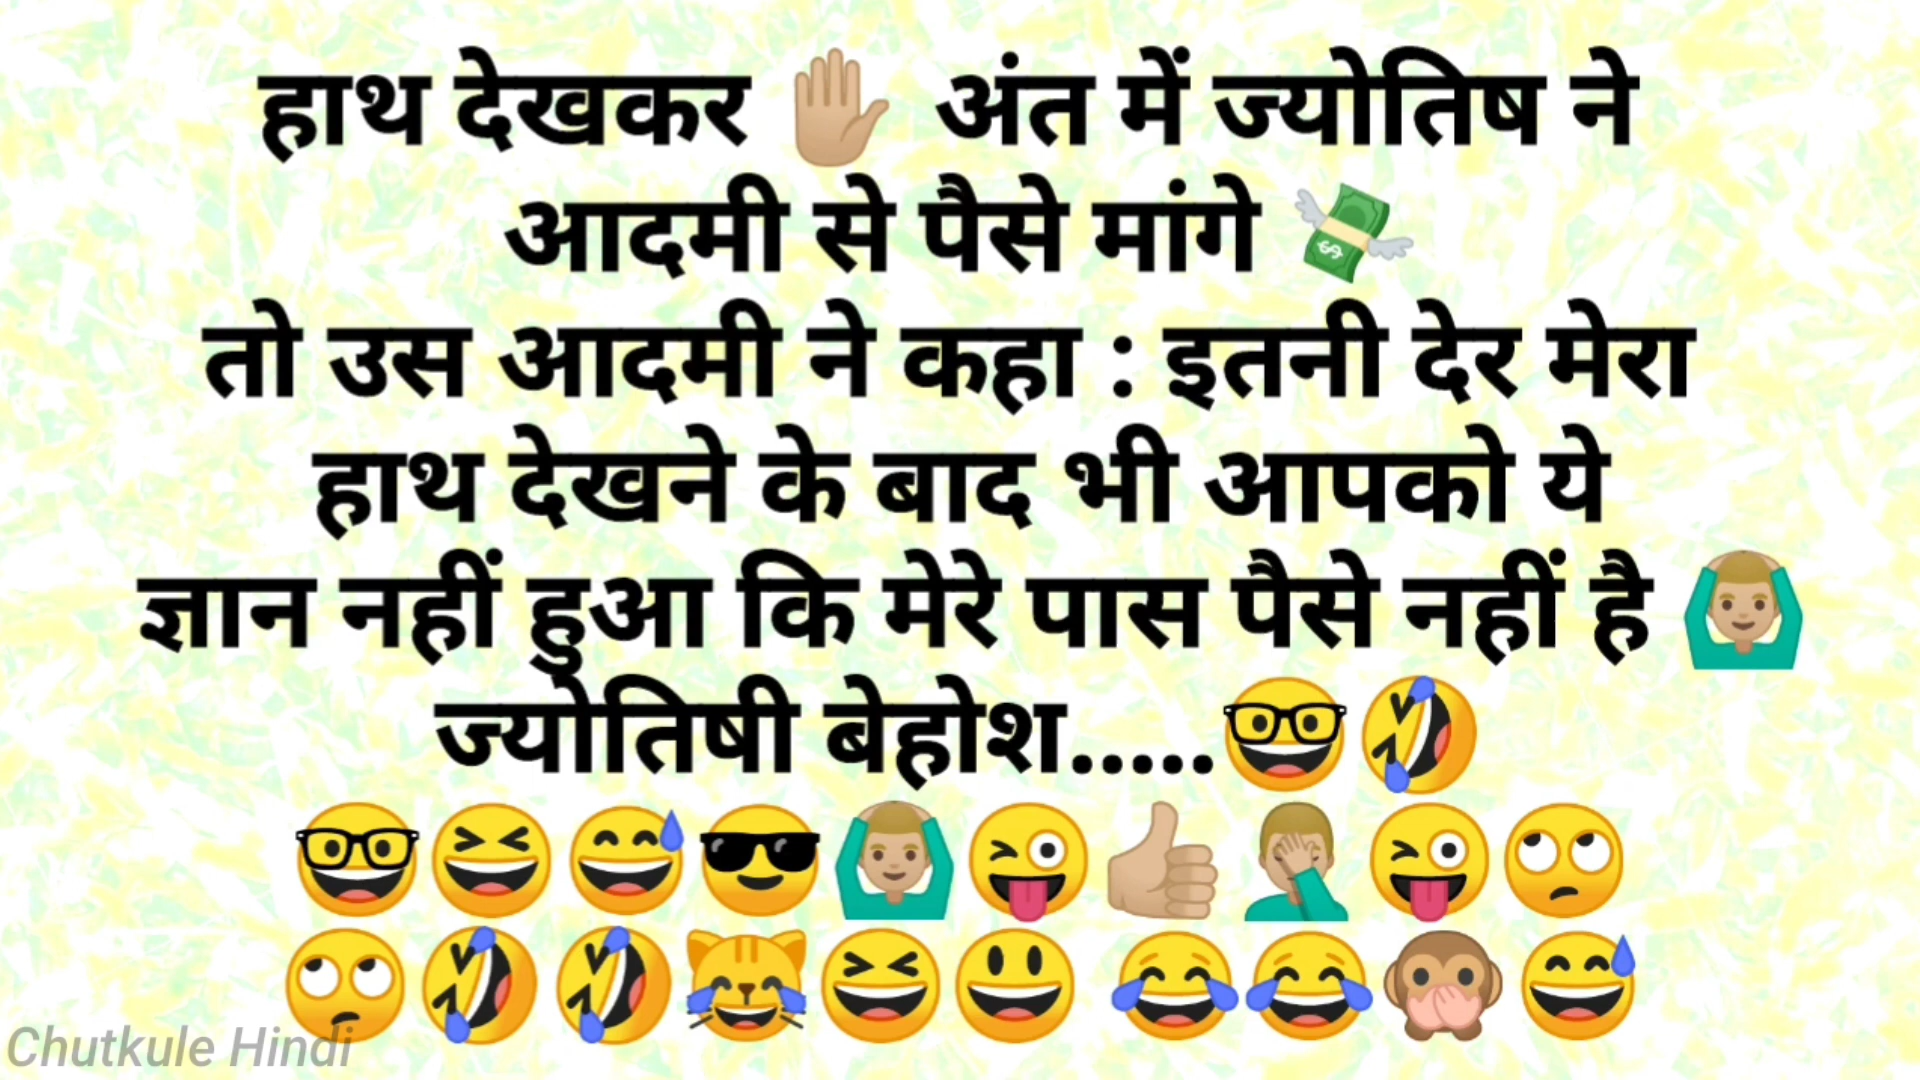 हाथ देखकर ✋🏼 अंत में ज्योतिष ने
आदमी से पैसे मांगे 💸
तो उस आदमी ने कहा : इतनी देर मेरा
हाथ देखने के बाद भी आपको ये
ज्ञान नहीं हुआ कि मेरे पास पैसे नहीं है 🙆🏼‍♂️
ज्योतिषी बेहोश.....🤓🤣
🤓😆😅😎🙆🏼‍♂️😜👍🏼🤦🏼‍♂️😜🙄
🙄🤣🤣😹😆😃 😂😂🙊😅
Chutkule Hindi